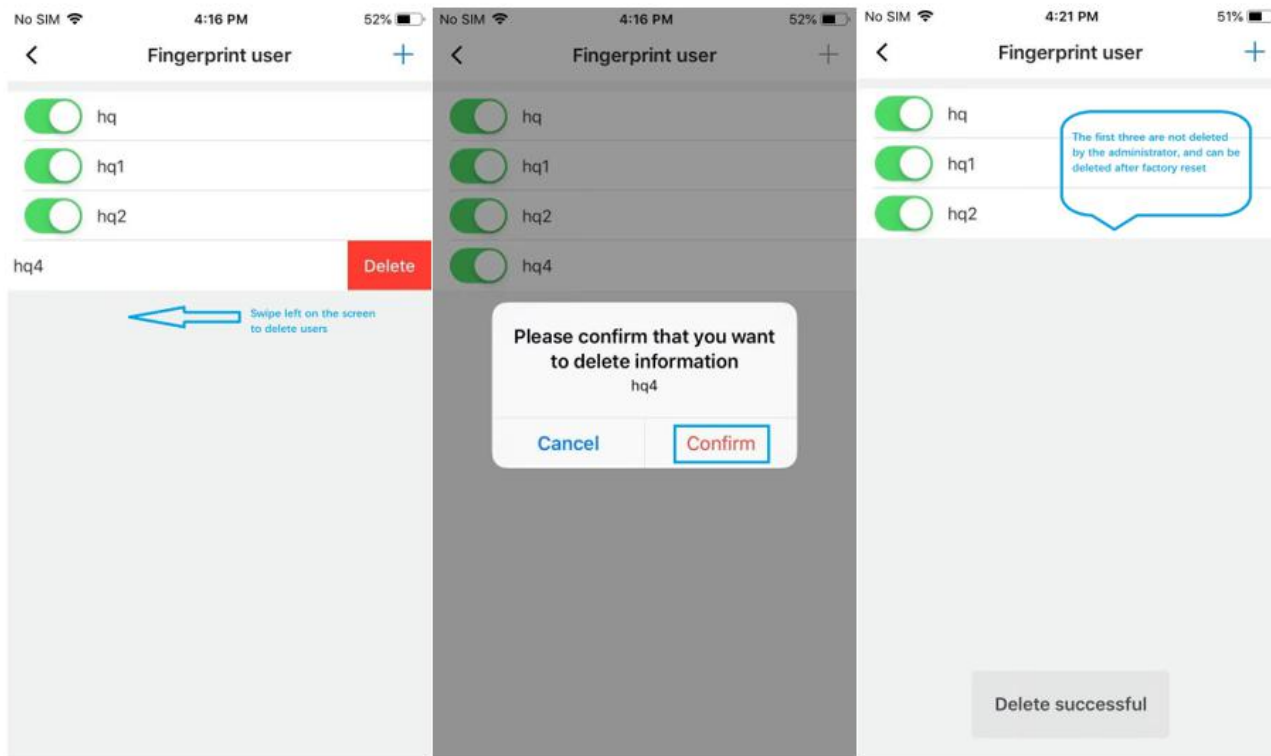 No SIM 4:16 PM 52%
Fingerprint user
hq
hq1
hq2
hq4 Delete
Swipe left on the screen
to delete users
No SIM 4:16 PM 52%
Fingerprint user
hq
hq1
hq2
hq4
Please confirm that you want
to delete information
hq4
Cancel Confirm
No SIM 4:21 PM 51%
Fingerprint user
hq
hq1
hq2
The first three are not deleted
by the administrator, and can be
deleted after factory reset
Delete successful